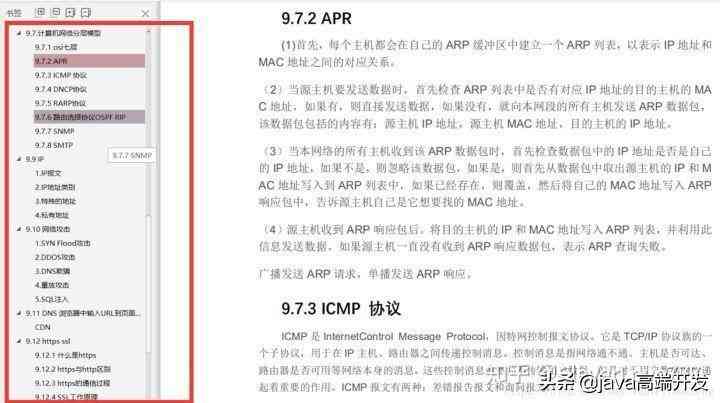 书签
9.7.计算机网络分层模型
9.7.1 osi七层
9.7.2 APR
9.7.3 ICMP 协议
9.7.4 DNCP协议
9.7.5 RARP协议
9.7.6 路由选择协议OSPF RIP
9.7.7 SNMP
9.7.8 SMTP
9.7.7 SNMP
9.9 IP
1.IP报文
2.IP地址类别
3.特殊的地址
4.私有地址
9.10 网络攻击
1.SYN Flood攻击
2.DDOS攻击
3.DNS欺骗
4.重放攻击
5.SQL注入
9.11 DNS 浏览器中输入URL到页面...
CDN
9.12 https ssl
9.12.1 什么是https
9.12.2 https与http区别
9.12.3 https的通信过程
9.12.4 SSL工作原理
9.7.2 APR
(1)首先，每个主机都会在自己的 ARP 缓冲区中建立一个 ARP 列表，以表示 IP 地址和
MAC 地址之间的对应关系。
（2）当源主机要发送数据时，首先检查 ARP 列表中是否有对应 IP 地址的目的主机的 MA
C 地址，如果有，则直接发送数据，如果没有，就向本网段的所有主机发送 ARP 数据包，
该数据包包括的内容有：源主机 IP 地址，源主机 MAC 地址，目的主机的 IP 地址。
（3）当本网络的所有主机收到该 ARP 数据包时，首先检查数据包中的 IP 地址是否是自己
的 IP 地址，如果不是，则忽略该数据包，如果是，则首先从数据包中取出源主机的 IP 和 M
AC 地址写入到 ARP 列表中，如果已经存在，则覆盖，然后将自己的 MAC 地址写入 ARP
响应包中，告诉源主机自己是它想要找的 MAC 地址。
（4）源主机收到 ARP 响应包后。将目的主机的 IP 和 MAC 地址写入 ARP 列表，并利用此
信息发送数据。如果源主机一直没有收到 ARP 响应数据包，表示 ARP 查询失败。
广播发送 ARP 请求，单播发送 ARP 响应。
9.7.3 ICMP 协议
ICMP 是 InternetControl Message Protocol，因特网控制报文协议。它是 TCP/IP 协议族的一
个子协议，用于在 IP 主机、路由器之间传递控制消息。控制消息是指网络通不通、主机是否可达、
路由器是否可用等网络本身的消息。这些控制消息
起着重要的作用。ICMP 报文有两种：差错报告报文和询问报文
头条 @java高端开发